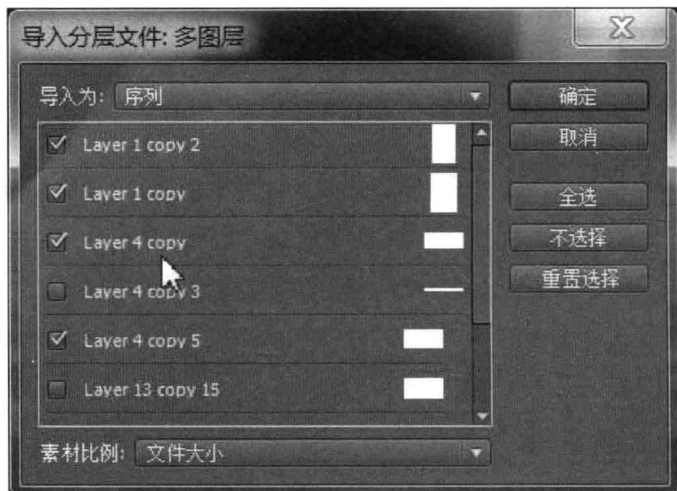 导入分层文件: 多图层
导入为: 序列
确定
Layer 1 copy 2
取消
Layer 1 copy
全选
Layer 4 copy
不选择
Layer 4 copy 3
重置选择
Layer 4 copy 5
Layer 13 copy 15
素材比例: 文件大小